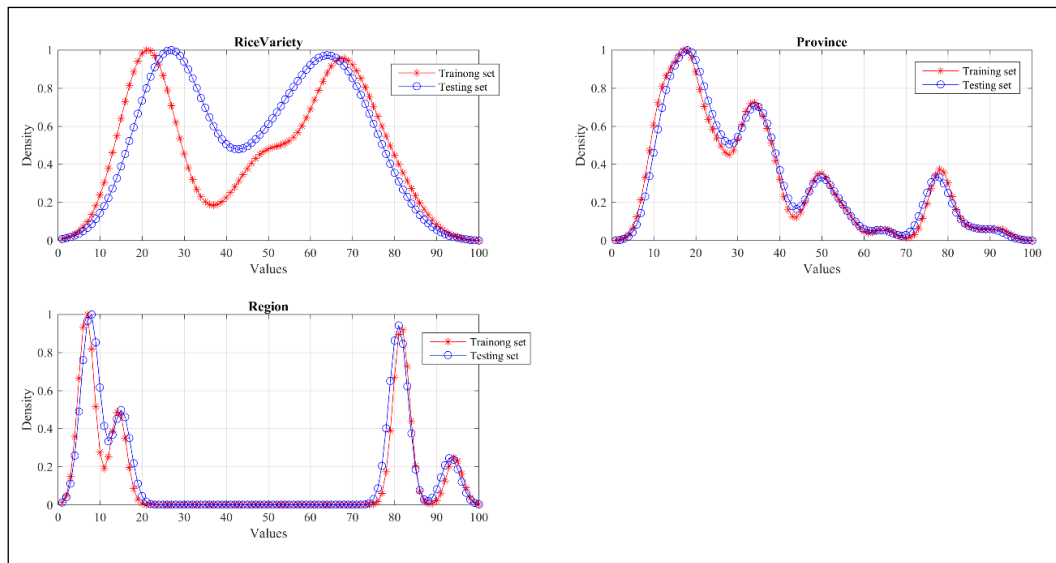 RiceVariety
1
0.8
0.6
0.4
0.2
0
Density
0 10 20 30 40 50 60 70 80 90 100
Values
Trainong set
Testing set
Province
1
0.8
0.6
0.4
0.2
0
Density
0 10 20 30 40 50 60 70 80 90 100
Values
Training set
Testing set
Region
1
0.8
0.6
0.4
0.2
0
Density
0 10 20 30 40 50 60 70 80 90 100
Values
Trainong set
Testing set